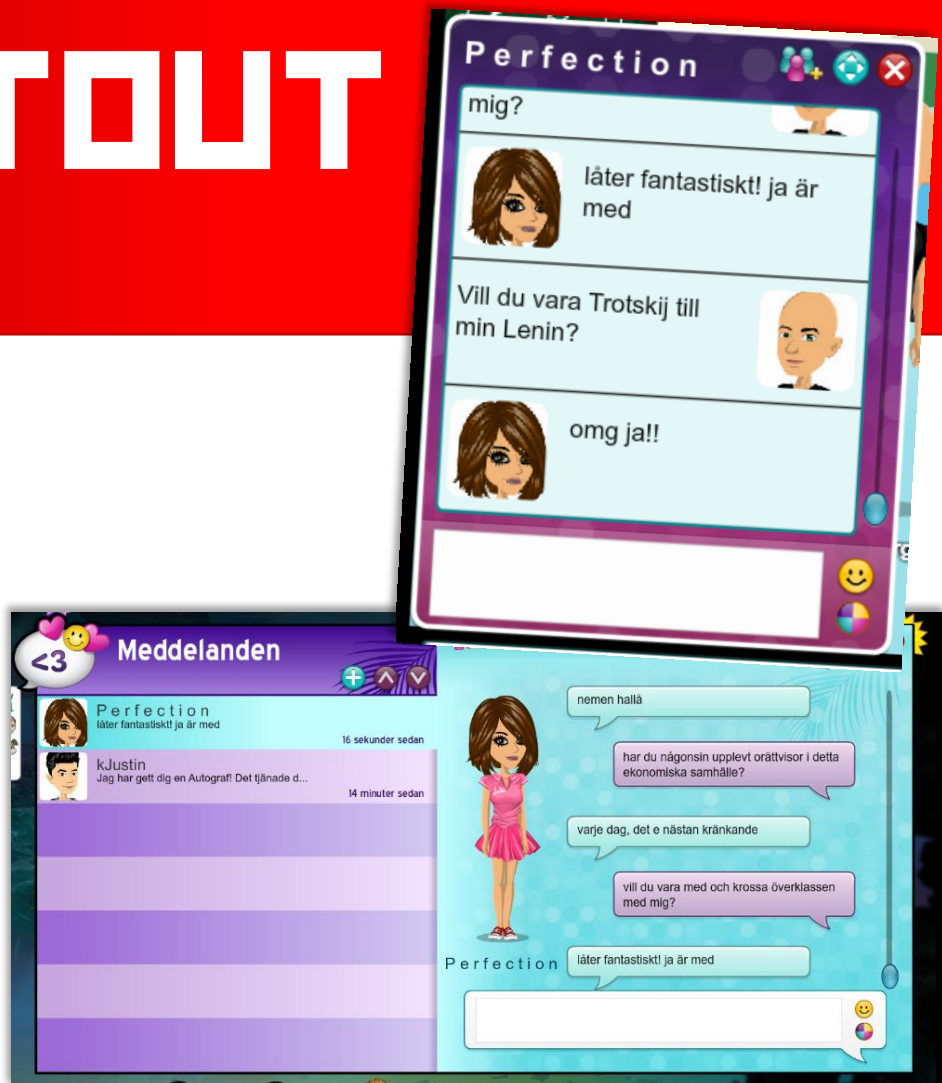 TOUT
Perfection
mig?
låter fantastiskt! ja är
med
Vill du vara Trotskij till
min Lenin?
omg ja!!
<3
Meddelanden
Perfection
låter fantastiskt! ja är med
16 sekunder sedan
kJustin
Jag har gett dig en Autograf! Det tjänade d...
14 minuter sedan
nemen hallå
har du någonsin upplevt orättvisor i detta
ekonomiska samhälle?
varje dag, det e nästan kränkande
vill du vara med och krossa överklassen
med mig?
låter fantastiskt! ja är med
Perfection